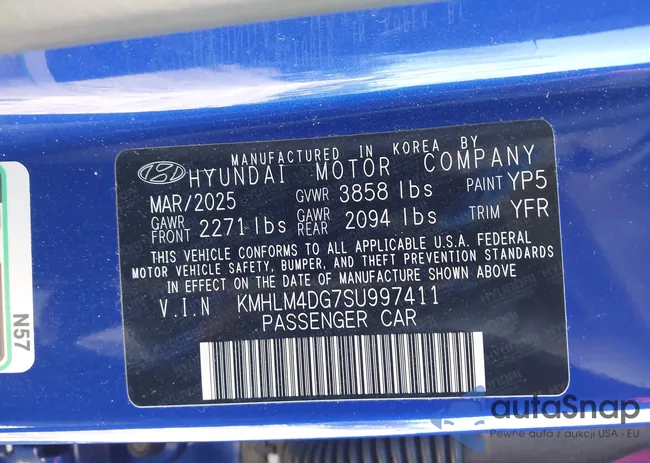 MANUFACTURED IN KOREA BY
HYUNDAI MOTOR COMPANY
MAR/2025 GVWR 3858 lbs PAINT YP5
GAWR FRONT 2271 lbs GAWR REAR 2094 lbs TRIM YFR
THIS VEHICLE CONFORMS TO ALL APPLICABLE U.S.A. FEDERAL
MOTOR VEHICLE SAFETY, BUMPER, AND THEFT PREVENTION STANDARDS
IN EFFECT ON THE DATE OF MANUFACTURE SHOWN ABOVE
V.I.N KMHLM4DG7SU997411
PASSENGER CAR
N57
autoSnap
Pewne auta z aukcji USA i EU